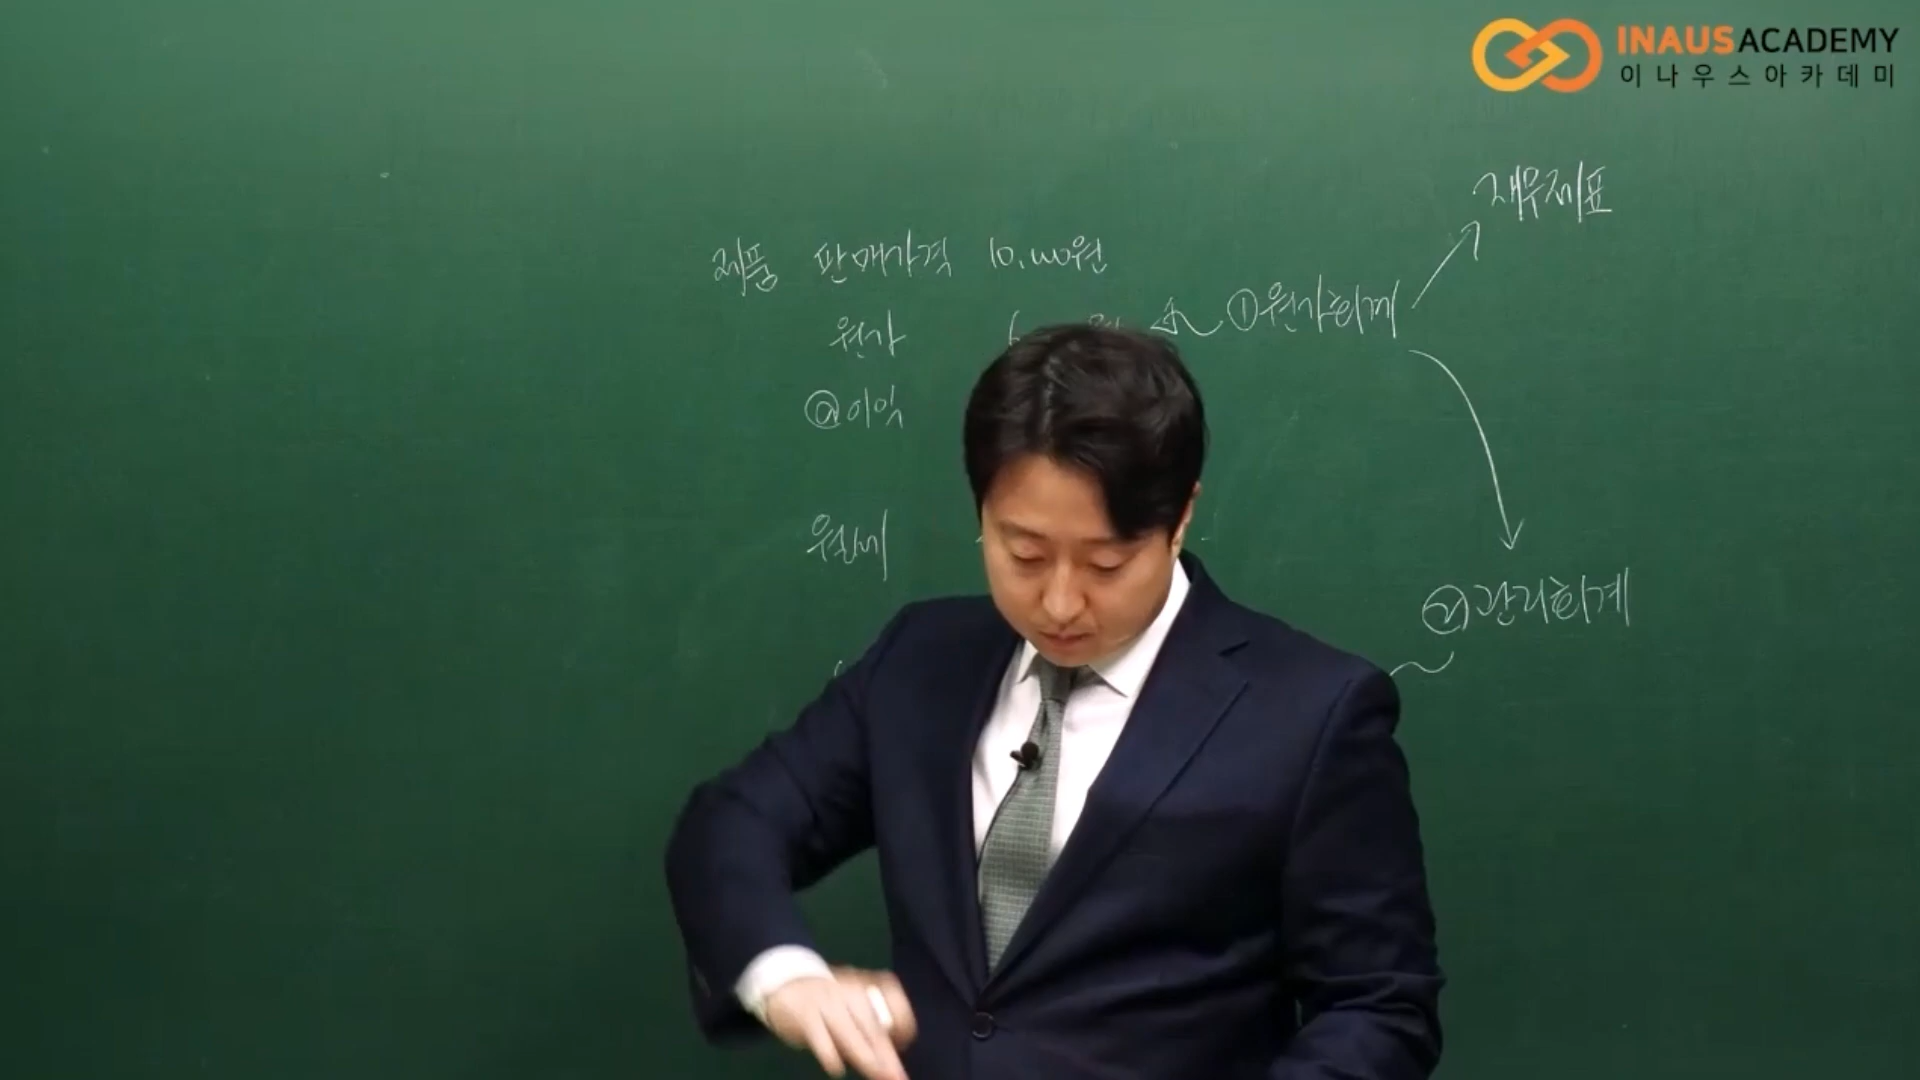 INAUSACADEMY
이나우스아카데미
재무제표
제품 판매가격 10,000원
원가 6 원 ①원가회계
@이익
②관리회계